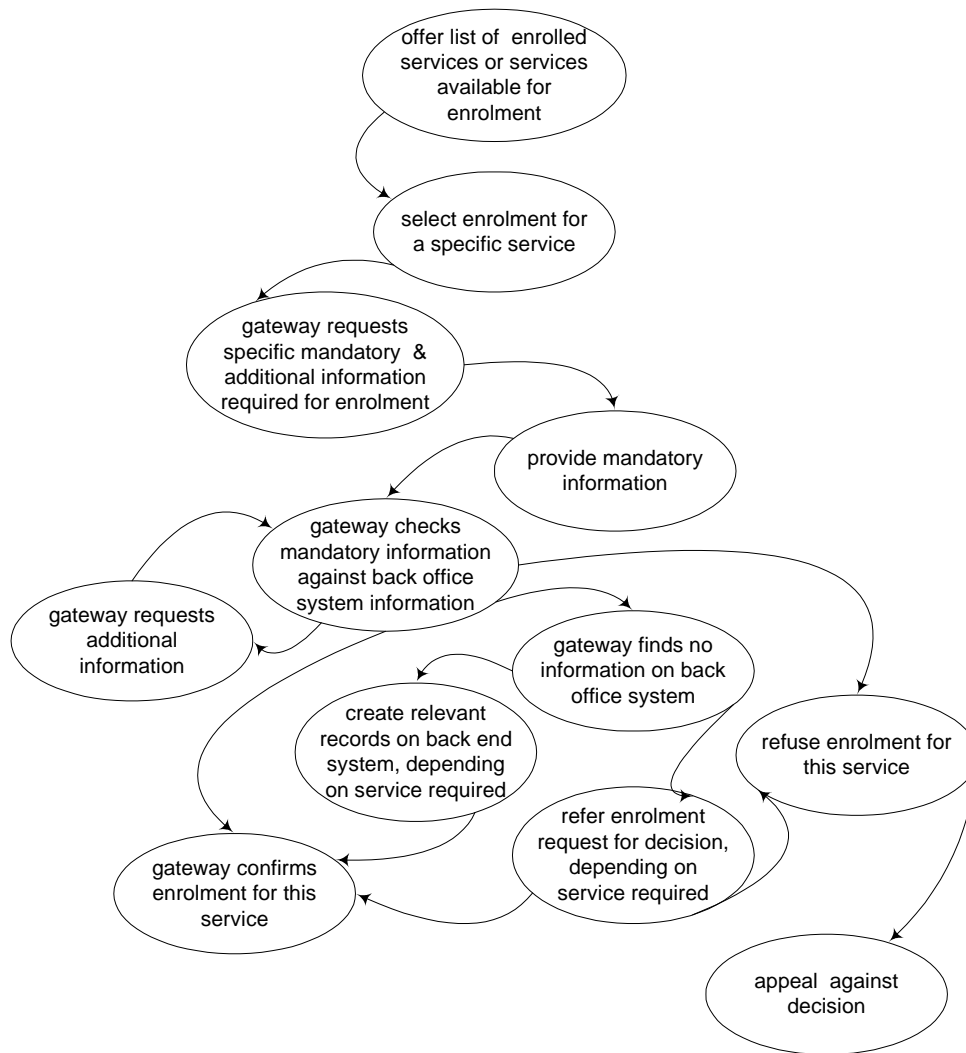 offer list of enrolled
services or services
available for
enrolment
select enrolment for
a specific service
gateway requests
specific mandatory &
additional information
required for enrolment
provide mandatory
information
gateway checks
mandatory information
against back office
system information
gateway requests
additional
information
gateway finds no
information on back
office system
create relevant
records on back end
system, depending
on service required
refuse enrolment for
this service
refer enrolment
request for decision,
depending on
service required
gateway confirms
enrolment for this
service
appeal against
decision